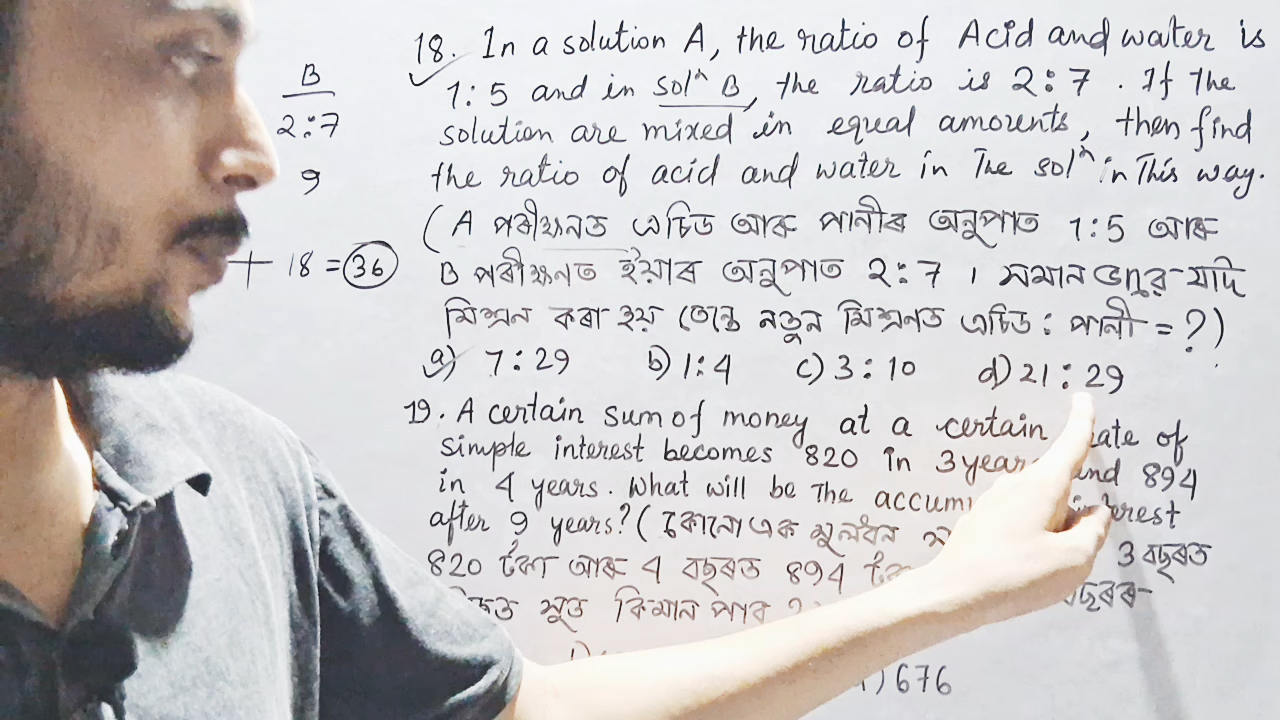 B
2:7
9
+ 18 = 36
18. In a solution A, the ratio of Acid and water is
1:5 and in solⁿ B, the ratio is 2:7. If the
solution are mixed in equal amounts, then find
the ratio of acid and water in The solⁿ in This way.
(A পৰীক্ষনত এচিড আৰু পানীৰ অনুপাত 1:5 আৰু
B পৰীক্ষনত ইয়াৰ অনুপাত 2:7। সমান যদি
মিশ্ৰন কৰা হয় তেন্তে নতুন মিশ্ৰনত এচিড : পানী = ?)
a) 7:29 b) 1:4 c) 3:10 d) 21:29
19. A certain sum of money at a certain rate of
simple interest becomes 820 in 3 years and 894
in 4 years. What will be The interest
after 9 years? (কোনো এক মূলধন
820 টকা আৰু 4 বছৰত 894 3 বছৰত
সুত কিমান পাব বছৰৰ
676